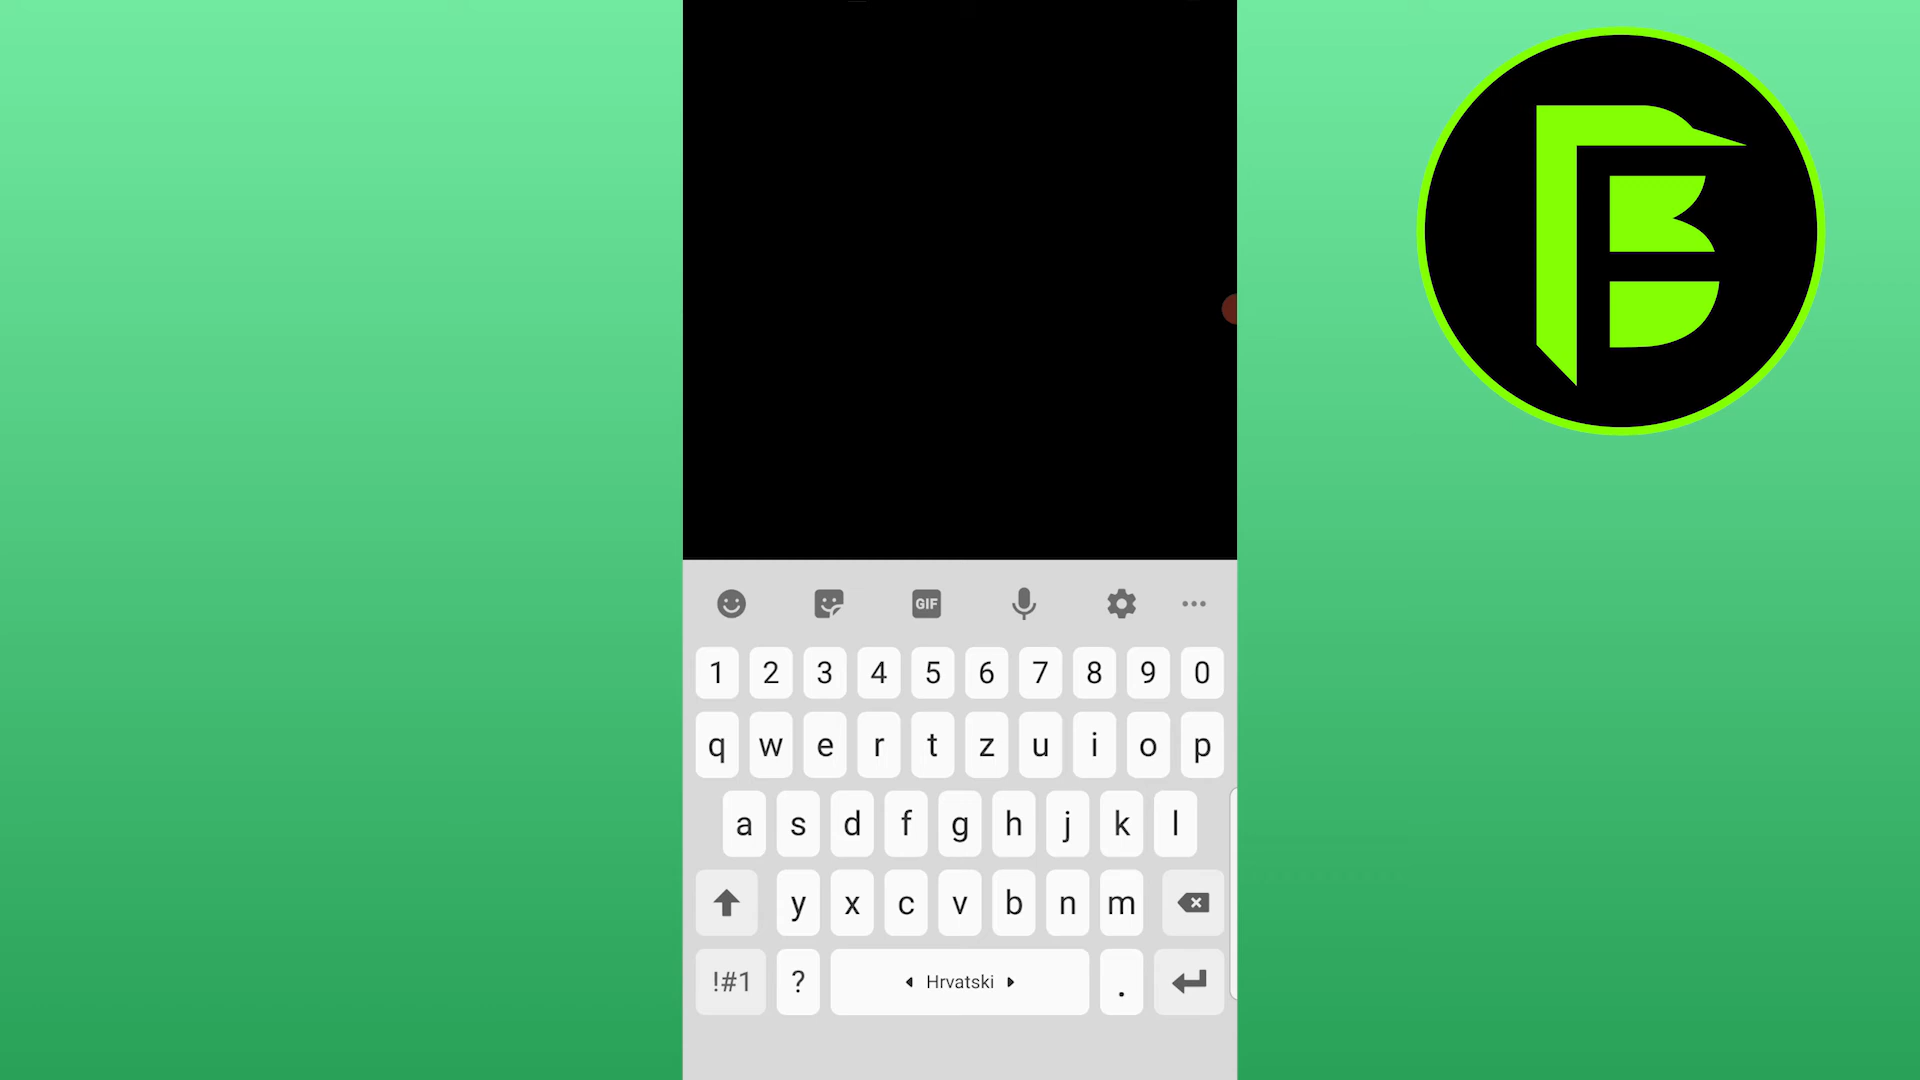 GIF
1 2 3 4 5 6 7 8 9 0
q w e r t z u i o p
a s d f g h j k l
y x c v b n m
!#1 ? Hrvatski .